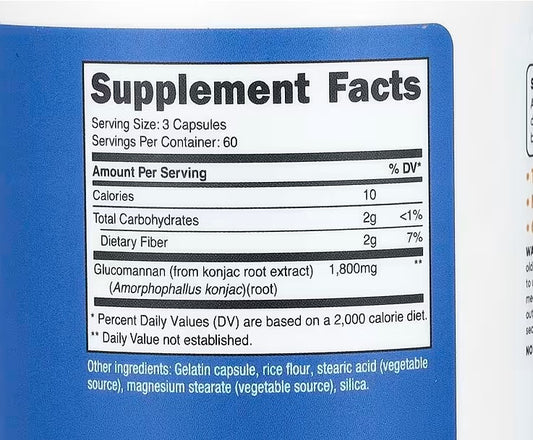 Supplement Facts
Serving Size: 3 Capsules
Servings Per Container: 60
Amount Per Serving % DV*
Calories 10
Total Carbohydrates 2g <1%
Dietary Fiber 2g 7%
Glucomannan (from konjac root extract) 1,800mg **
(Amorphophallus konjac)(root)
* Percent Daily Values (DV) are based on a 2,000 calorie diet.
** Daily Value not established.
Other ingredients: Gelatin capsule, rice flour, stearic acid (vegetable
source), magnesium stearate (vegetable source), silica.